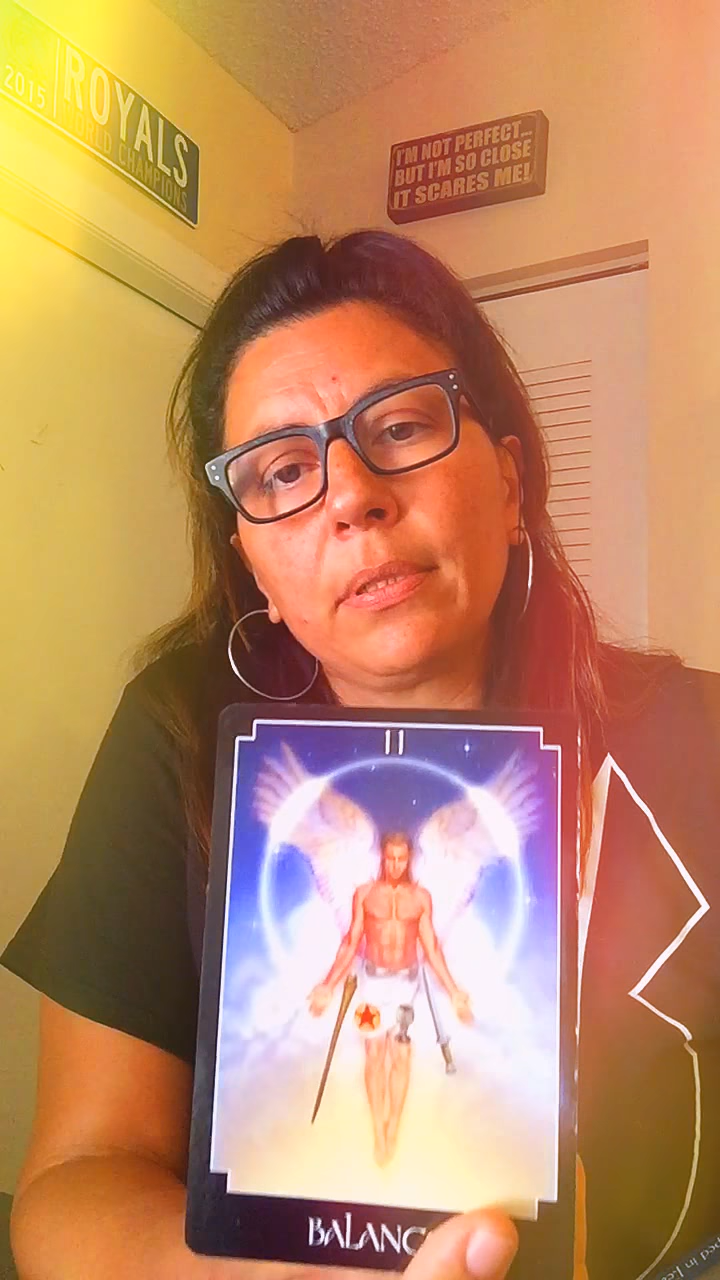 2015 ROYALS
WORLD CHAMPIONS
I'M NOT PERFECT...
BUT I'M SO CLOSE
IT SCARES ME!
II
BALANC